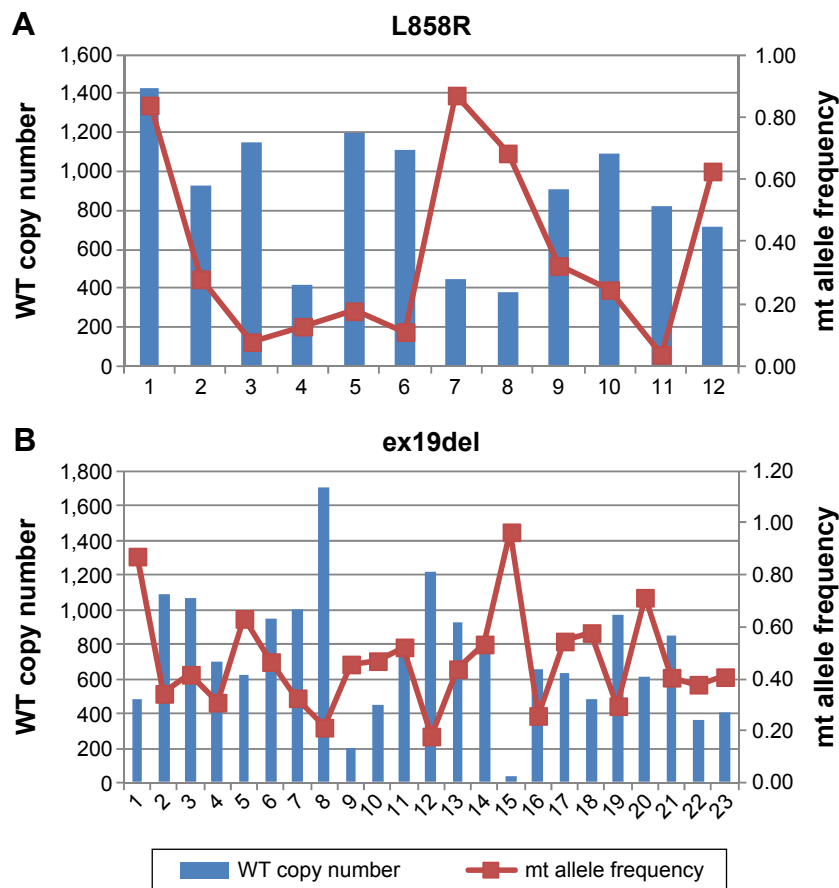 A
L858R
WT copy number
1,600
1,400
1,200
1,000
800
600
400
200
0
1.00
0.80
0.60
0.40
0.20
0.00
mt allele frequency
1 2 3 4 5 6 7 8 9 10 11 12
B
ex19del
WT copy number
1,800
1,600
1,400
1,200
1,000
800
600
400
200
0
1.20
1.00
0.80
0.60
0.40
0.20
0.00
mt allele frequency
1 2 3 4 5 6 7 8 9 10 11 12 13 14 15 16 17 18 19 20 21 22 23
WT copy number mt allele frequency